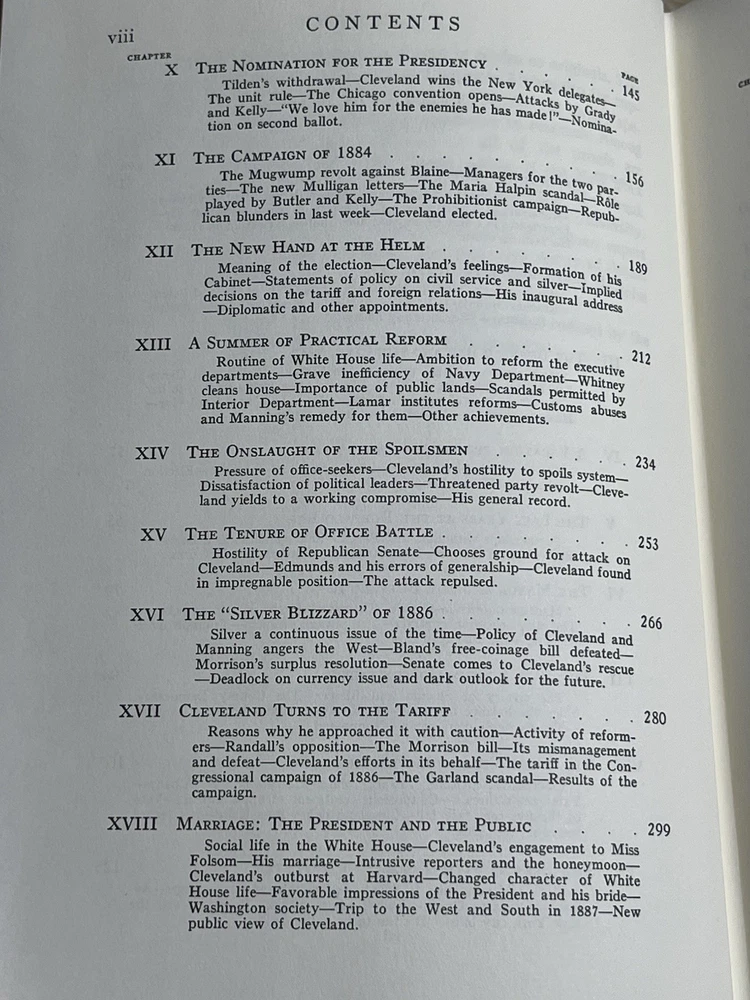 viii
CONTENTS
CHAPTER
PAGE
X THE NOMINATION FOR THE PRESIDENCY . . . . . . 145
Tilden's withdrawal—Cleveland wins the New York delegates—
The unit rule—The Chicago convention opens—Attacks by Grady
and Kelly—"We love him for the enemies he has made!"—Nomina-
tion on second ballot.
XI THE CAMPAIGN OF 1884 . . . . . . . . 156
The Mugwump revolt against Blaine—Managers for the two par-
ties—The new Mulligan letters—The Maria Halpin scandal—Rôle
played by Butler and Kelly—The Prohibitionist campaign—Repub-
lican blunders in last week—Cleveland elected.
XII THE NEW HAND AT THE HELM . . . . . . . 189
Meaning of the election—Cleveland's feelings—Formation of his
Cabinet—Statements of policy on civil service and silver—Implied
decisions on the tariff and foreign relations—His inaugural address
—Diplomatic and other appointments.
XIII A SUMMER OF PRACTICAL REFORM . . . . . . 212
Routine of White House life—Ambition to reform the executive
departments—Grave inefficiency of Navy Department—Whitney
cleans house—Importance of public lands—Scandals permitted by
Interior Department—Lamar institutes reforms—Customs abuses
and Manning's remedy for them—Other achievements.
XIV THE ONSLAUGHT OF THE SPOILSMEN . . . . . . 234
Pressure of office-seekers—Cleveland's hostility to spoils system—
Dissatisfaction of political leaders—Threatened party revolt—Cleve-
land yields to a working compromise—His general record.
XV THE TENURE OF OFFICE BATTLE . . . . . . . 253
Hostility of Republican Senate—Chooses ground for attack on
Cleveland—Edmunds and his errors of generalship—Cleveland found
in impregnable position—The attack repulsed.
XVI THE "SILVER BLIZZARD" OF 1886 . . . . . . . 266
Silver a continuous issue of the time—Policy of Cleveland and
Manning angers the West—Bland's free-coinage bill defeated—
Morrison's surplus resolution—Senate comes to Cleveland's rescue
—Deadlock on currency issue and dark outlook for the future.
XVII CLEVELAND TURNS TO THE TARIFF . . . . . . . 280
Reasons why he approached it with caution—Activity of reform-
ers—Randall's opposition—The Morrison bill—Its mismanagement
and defeat—Cleveland's efforts in its behalf—The tariff in the Con-
gressional campaign of 1886—The Garland scandal—Results of the
campaign.
XVIII MARRIAGE: THE PRESIDENT AND THE PUBLIC . . . . 299
Social life in the White House—Cleveland's engagement to Miss
Folsom—His marriage—Intrusive reporters and the honeymoon—
Cleveland's outburst at Harvard—Changed character of White
House life—Favorable impressions of the President and his bride—
Washington society—Trip to the West and South in 1887—New
public view of Cleveland.